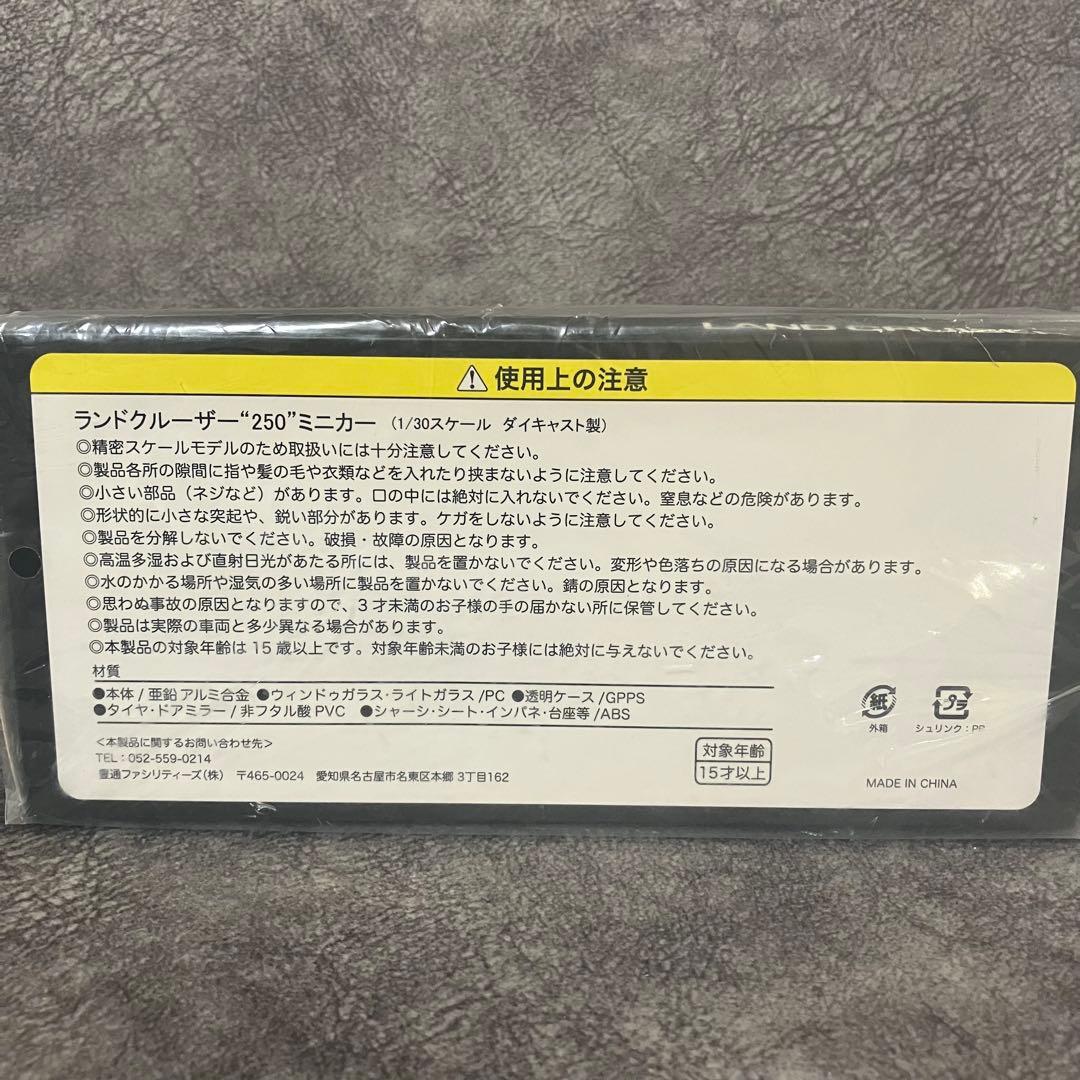 LAND CRUISER
⚠ 使用上の注意
ランドクルーザー“250”ミニカー (1/30スケール ダイキャスト製)
◎精密スケールモデルのため取扱いには十分注意してください。
◎製品各所の隙間に指や髪の毛や衣類などを入れたり挟まないように注意してください。
◎小さい部品（ネジなど）があります。口の中には絶対に入れないでください。窒息などの危険があります。
◎形状的に小さな突起や、鋭い部分があります。ケガをしないように注意してください。
◎製品を分解しないでください。破損・故障の原因となります。
◎高温多湿および直射日光があたる所には、製品を置かないでください。変形や色落ちの原因になる場合があります。
◎水のかかる場所や湿気の多い場所に製品を置かないでください。錆の原因となります。
◎思わぬ事故の原因となりますので、3才未満のお子様の手の届かない所に保管してください。
◎製品は実際の車両と多少異なる場合があります。
◎本製品の対象年齢は15歳以上です。対象年齢未満のお子様には絶対に与えないでください。
材質
●本体/亜鉛アルミ合金 ●ウィンドゥガラス・ライトガラス/PC ●透明ケース/GPPS
●タイヤ・ドアミラー/非フタル酸PVC ●シャーシ・シート・インパネ・台座等/ABS
<本製品に関するお問い合わせ先>
TEL：052-559-0214
豊通ファシリティーズ(株) 〒465-0024 愛知県名古屋市名東区本郷3丁目162
対象年齢
15才以上
紙
外箱
プラ
シュリンク：PP
MADE IN CHINA